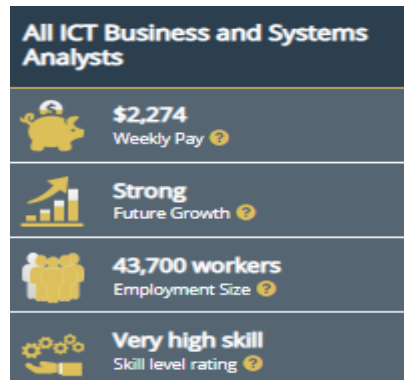 All ICT Business and Systems
Analysts
$2,274
Weekly Pay ?
Strong
Future Growth ?
43,700 workers
Employment Size ?
Very high skill
Skill level rating ?